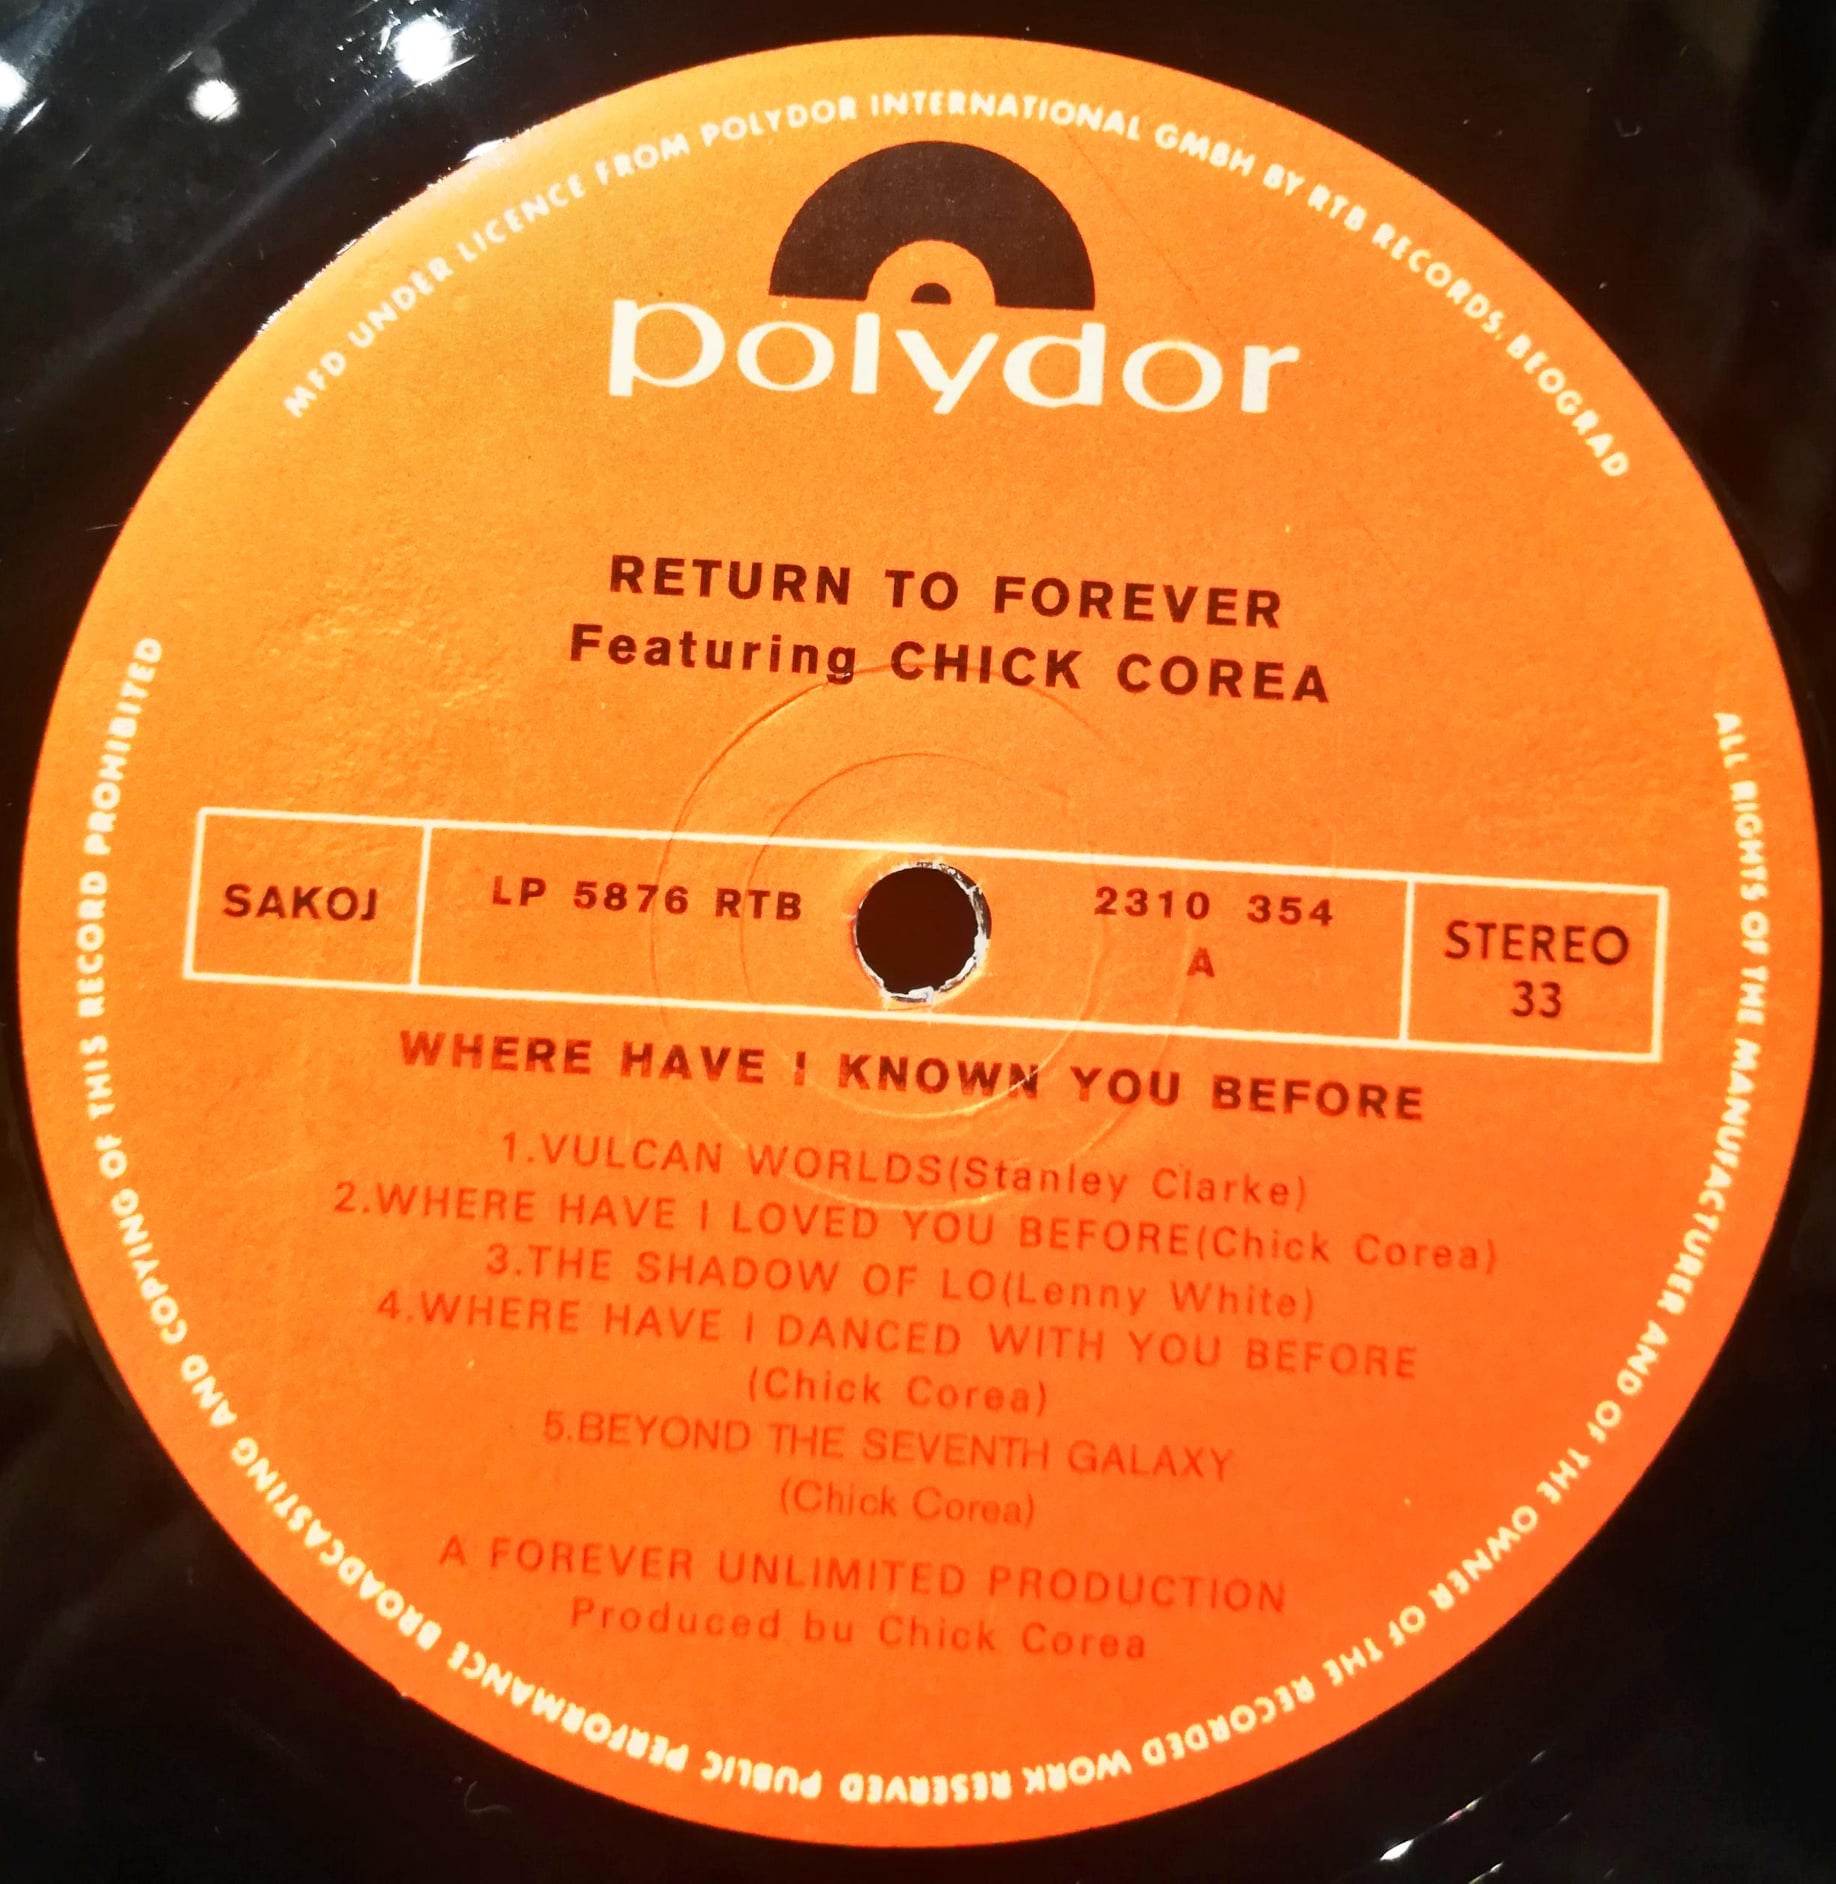 MFD UNDER LICENCE FROM POLYDOR INTERNATIONAL GMBH BY RTB RECORDS, BEOGRAD
polydor
RETURN TO FOREVER
Featuring CHICK COREA
SAKOJ
LP 5876 RTB
2310 354
A
STEREO
33
WHERE HAVE I KNOWN YOU BEFORE
1.VULCAN WORLDS(Stanley Clarke)
2.WHERE HAVE I LOVED YOU BEFORE(Chick Corea)
3.THE SHADOW OF LO(Lenny White)
4.WHERE HAVE I DANCED WITH YOU BEFORE
(Chick Corea)
5.BEYOND THE SEVENTH GALAXY
(Chick Corea)
A FOREVER UNLIMITED PRODUCTION
Produced bu Chick Corea
ALL RIGHTS OF THE MANUFACTURER AND OF THE OWNER OF THE RECORDED WORK RESERVED PUBLIC PERFORMANCE BROADCASTING AND COPYING OF THIS RECORD PROHIBITED